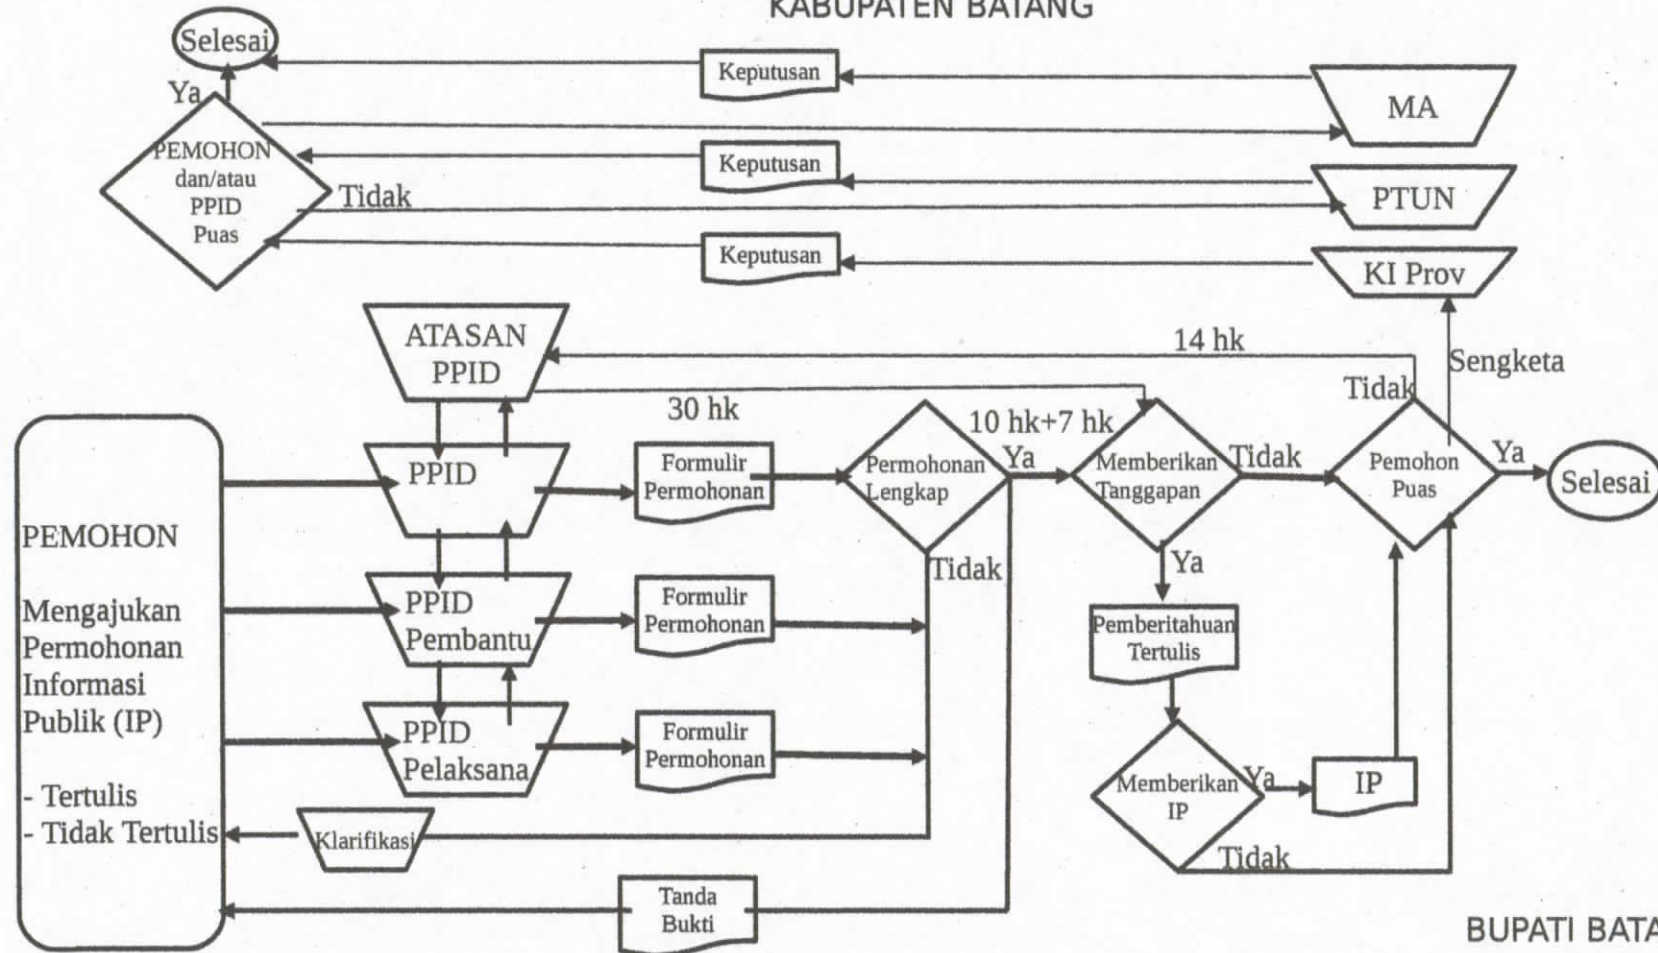 KABUPATEN BATANG
Selesai
Ya
Keputusan
MA
PEMOHON
dan/atau
PPID
Puas
Tidak
Keputusan
PTUN
Keputusan
KI Prov
ATASAN
PPID
14 hk
Sengketa
Tidak
30 hk
10 hk+7 hk
PPID
Formulir
Permohonan
Permohonan
Lengkap
Ya
Memberikan
Tanggapan
Tidak
Pemohon
Puas
Ya
Selesai
PEMOHON
Mengajukan
Permohonan
Informasi
Publik (IP)
- Tertulis
- Tidak Tertulis
Tidak
Ya
PPID
Pembantu
Formulir
Permohonan
Pemberitahuan
Tertulis
PPID
Pelaksana
Formulir
Permohonan
Memberikan
IP
Ya
IP
Klarifikasi
Tidak
Tanda
Bukti
BUPATI BATA